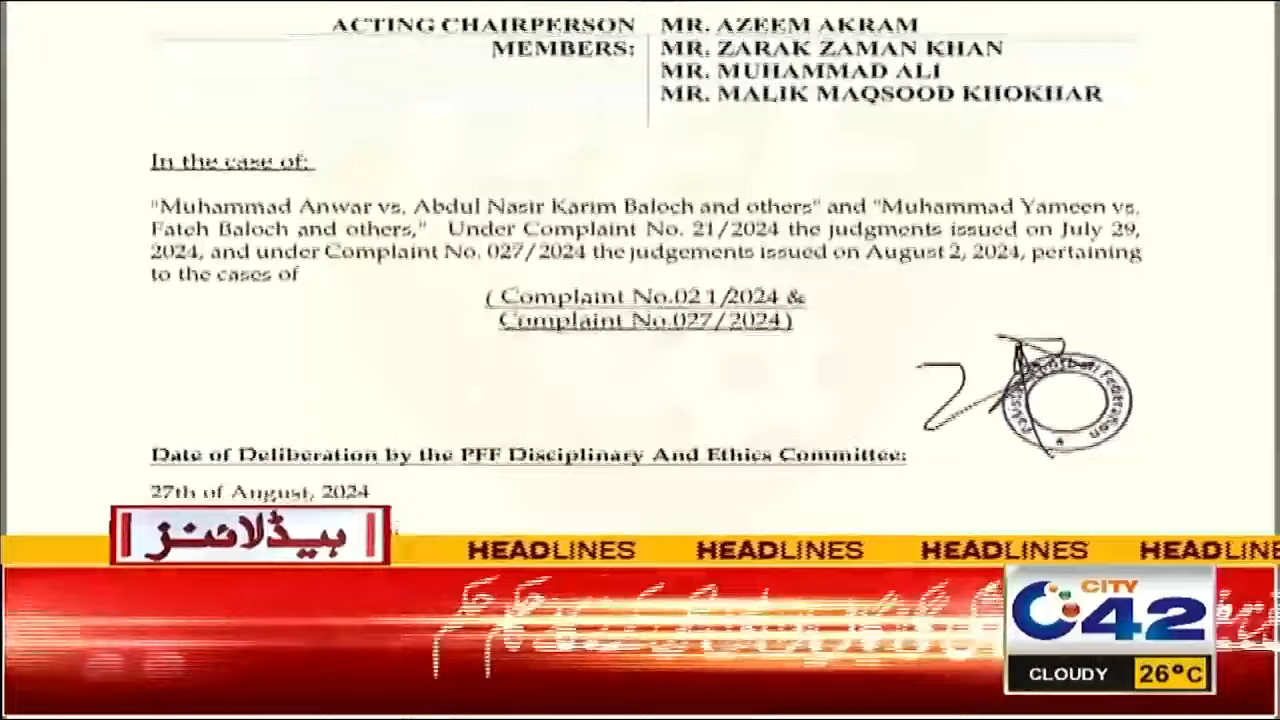 ACTING CHAIRPERSON MR. AZEEM AKRAM
MEMBERS: MR. ZARAK ZAMAN KHAN
MR. MUHAMMAD ALI
MR. MALIK MAQSOOD KHOKHAR
In the case of:
"Muhammad Anwar vs. Abdul Nasir Karim Baloch and others" and "Muhammad Yameen vs.
Fateh Baloch and others," Under Complaint No. 21/2024 the judgments issued on July 29,
2024, and under Complaint No. 027/2024 the judgements issued on August 2, 2024, pertaining
to the cases of
( Complaint No.021/2024 &
Complaint No.027/2024)
Football Federation
Date of Deliberation by the PFF Disciplinary And Ethics Committee:
27th of August, 2024
ہیڈلائنز
HEADLINES HEADLINES HEADLINES HEADLINE
CITY
42
CLOUDY 26°C